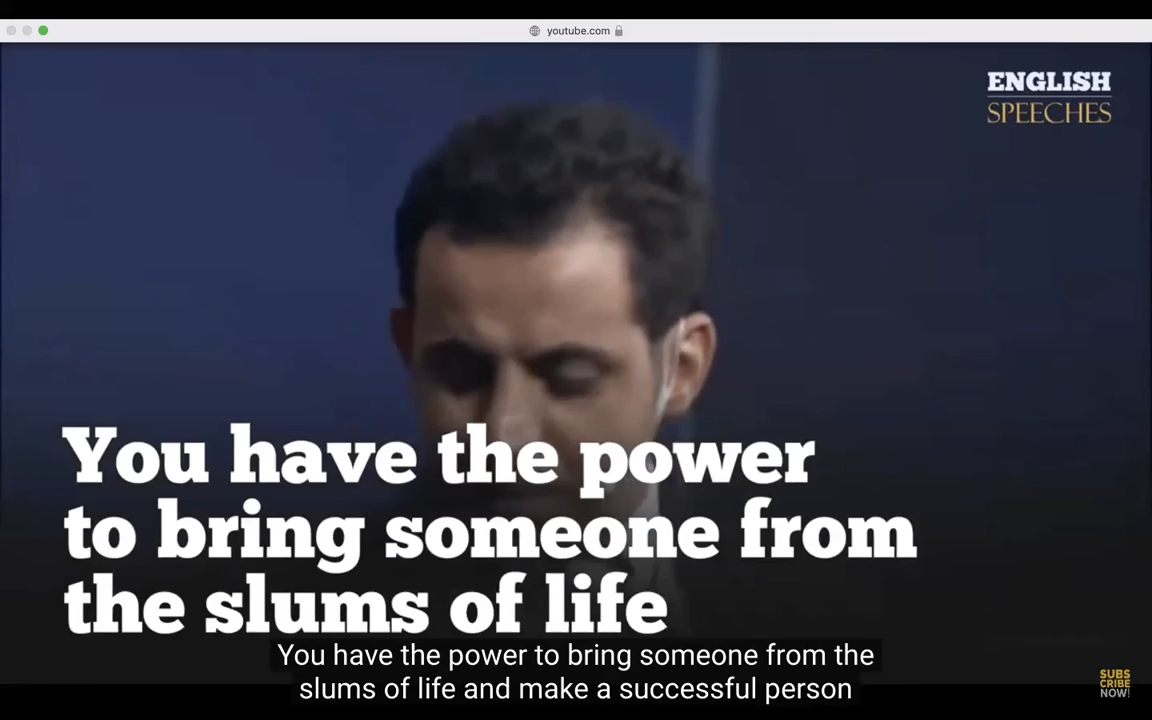 youtube.com
ENGLISH
SPEECHES
You have the power
to bring someone from
the slums of life
You have the power to bring someone from the
slums of life and make a successful person
SUBS
CRIBE
NOW!